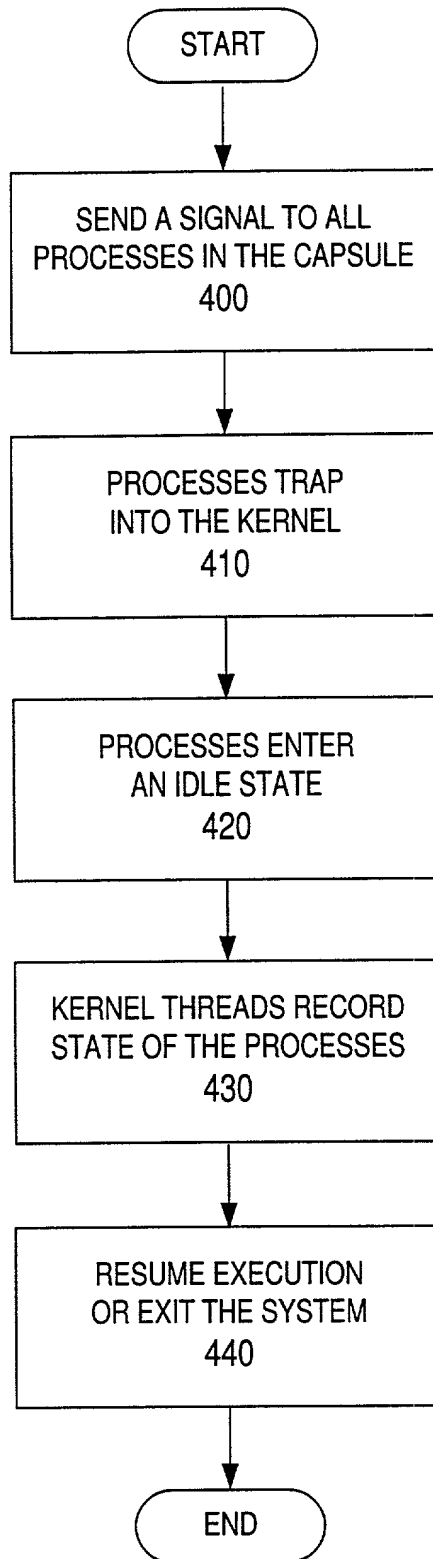 START
SEND A SIGNAL TO ALL
PROCESSES IN THE CAPSULE
400
PROCESSES TRAP
INTO THE KERNEL
410
PROCESSES ENTER
AN IDLE STATE
420
KERNEL THREADS RECORD
STATE OF THE PROCESSES
430
RESUME EXECUTION
OR EXIT THE SYSTEM
440
END